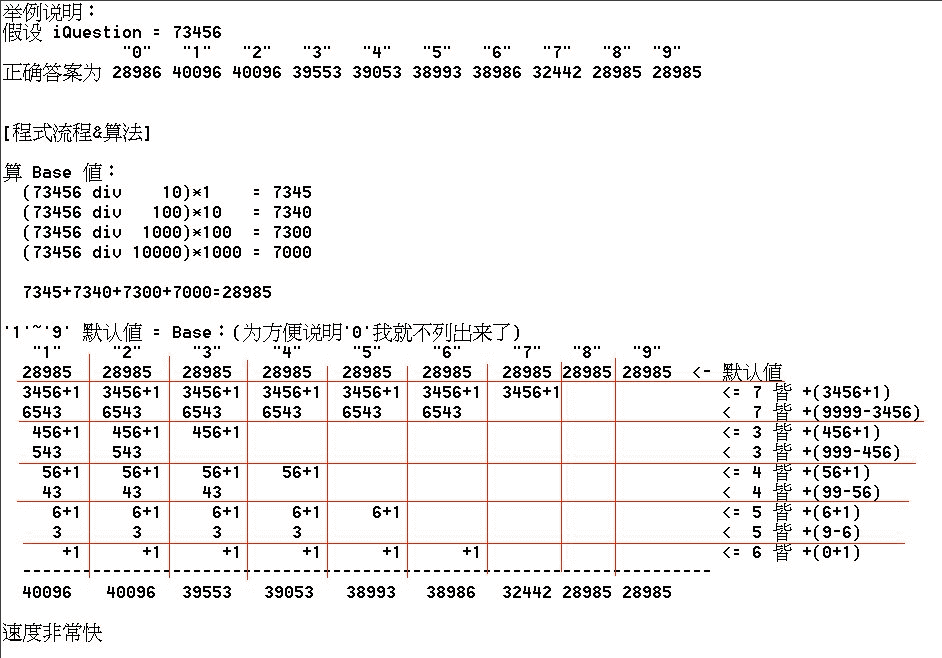 举例说明：
假设 iQuestion = 73456
"0" "1" "2" "3" "4" "5" "6" "7" "8" "9"
正确答案为 28986 40096 40096 39553 39053 38993 38986 32442 28985 28985
[程式流程&算法]
算 Base 值：
(73456 div 10)*1 = 7345
(73456 div 100)*10 = 7340
(73456 div 1000)*100 = 7300
(73456 div 10000)*1000 = 7000
7345+7340+7300+7000=28985
'1'~'9' 默认值 = Base：(为方便说明'0'我就不列出来了)
"1" "2" "3" "4" "5" "6" "7" "8" "9"
28985 28985 28985 28985 28985 28985 28985 28985 28985 <- 默认值
3456+1 3456+1 3456+1 3456+1 3456+1 3456+1 3456+1 <= 7 皆 +(3456+1)
6543 6543 6543 6543 6543 6543 < 7 皆 +(9999-3456)
456+1 456+1 456+1 <= 3 皆 +(456+1)
543 543 < 3 皆 +(999-456)
56+1 56+1 56+1 56+1 <= 4 皆 +(56+1)
43 43 43 < 4 皆 +(99-56)
6+1 6+1 6+1 6+1 6+1 <= 5 皆 +(6+1)
3 3 3 3 < 5 皆 +(9-6)
+1 +1 +1 +1 +1 +1 <= 6 皆 +(0+1)
---------------------------------------------------------------------
40096 40096 39553 39053 38993 38986 32442 28985 28985
速度非常快